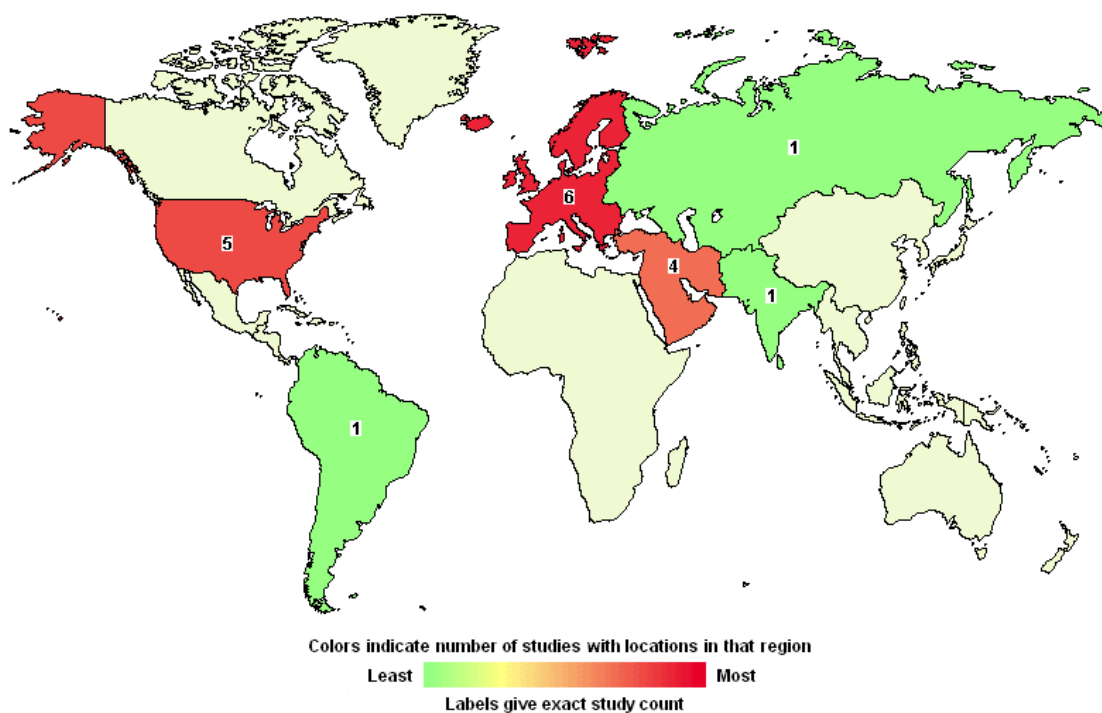 1
6
5
4
1
1
Colors indicate number of studies with locations in that region
Least Most
Labels give exact study count